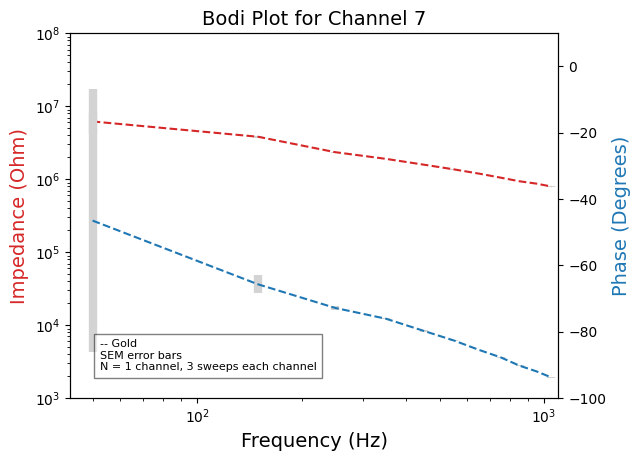 Bodi Plot for Channel 7
Impedance (Ohm)
10^8
10^7
10^6
10^5
10^4
10^3
-- Gold
SEM error bars
N = 1 channel, 3 sweeps each channel
10^2
10^3
Frequency (Hz)
0
−20
−40
−60
−80
−100
Phase (Degrees)